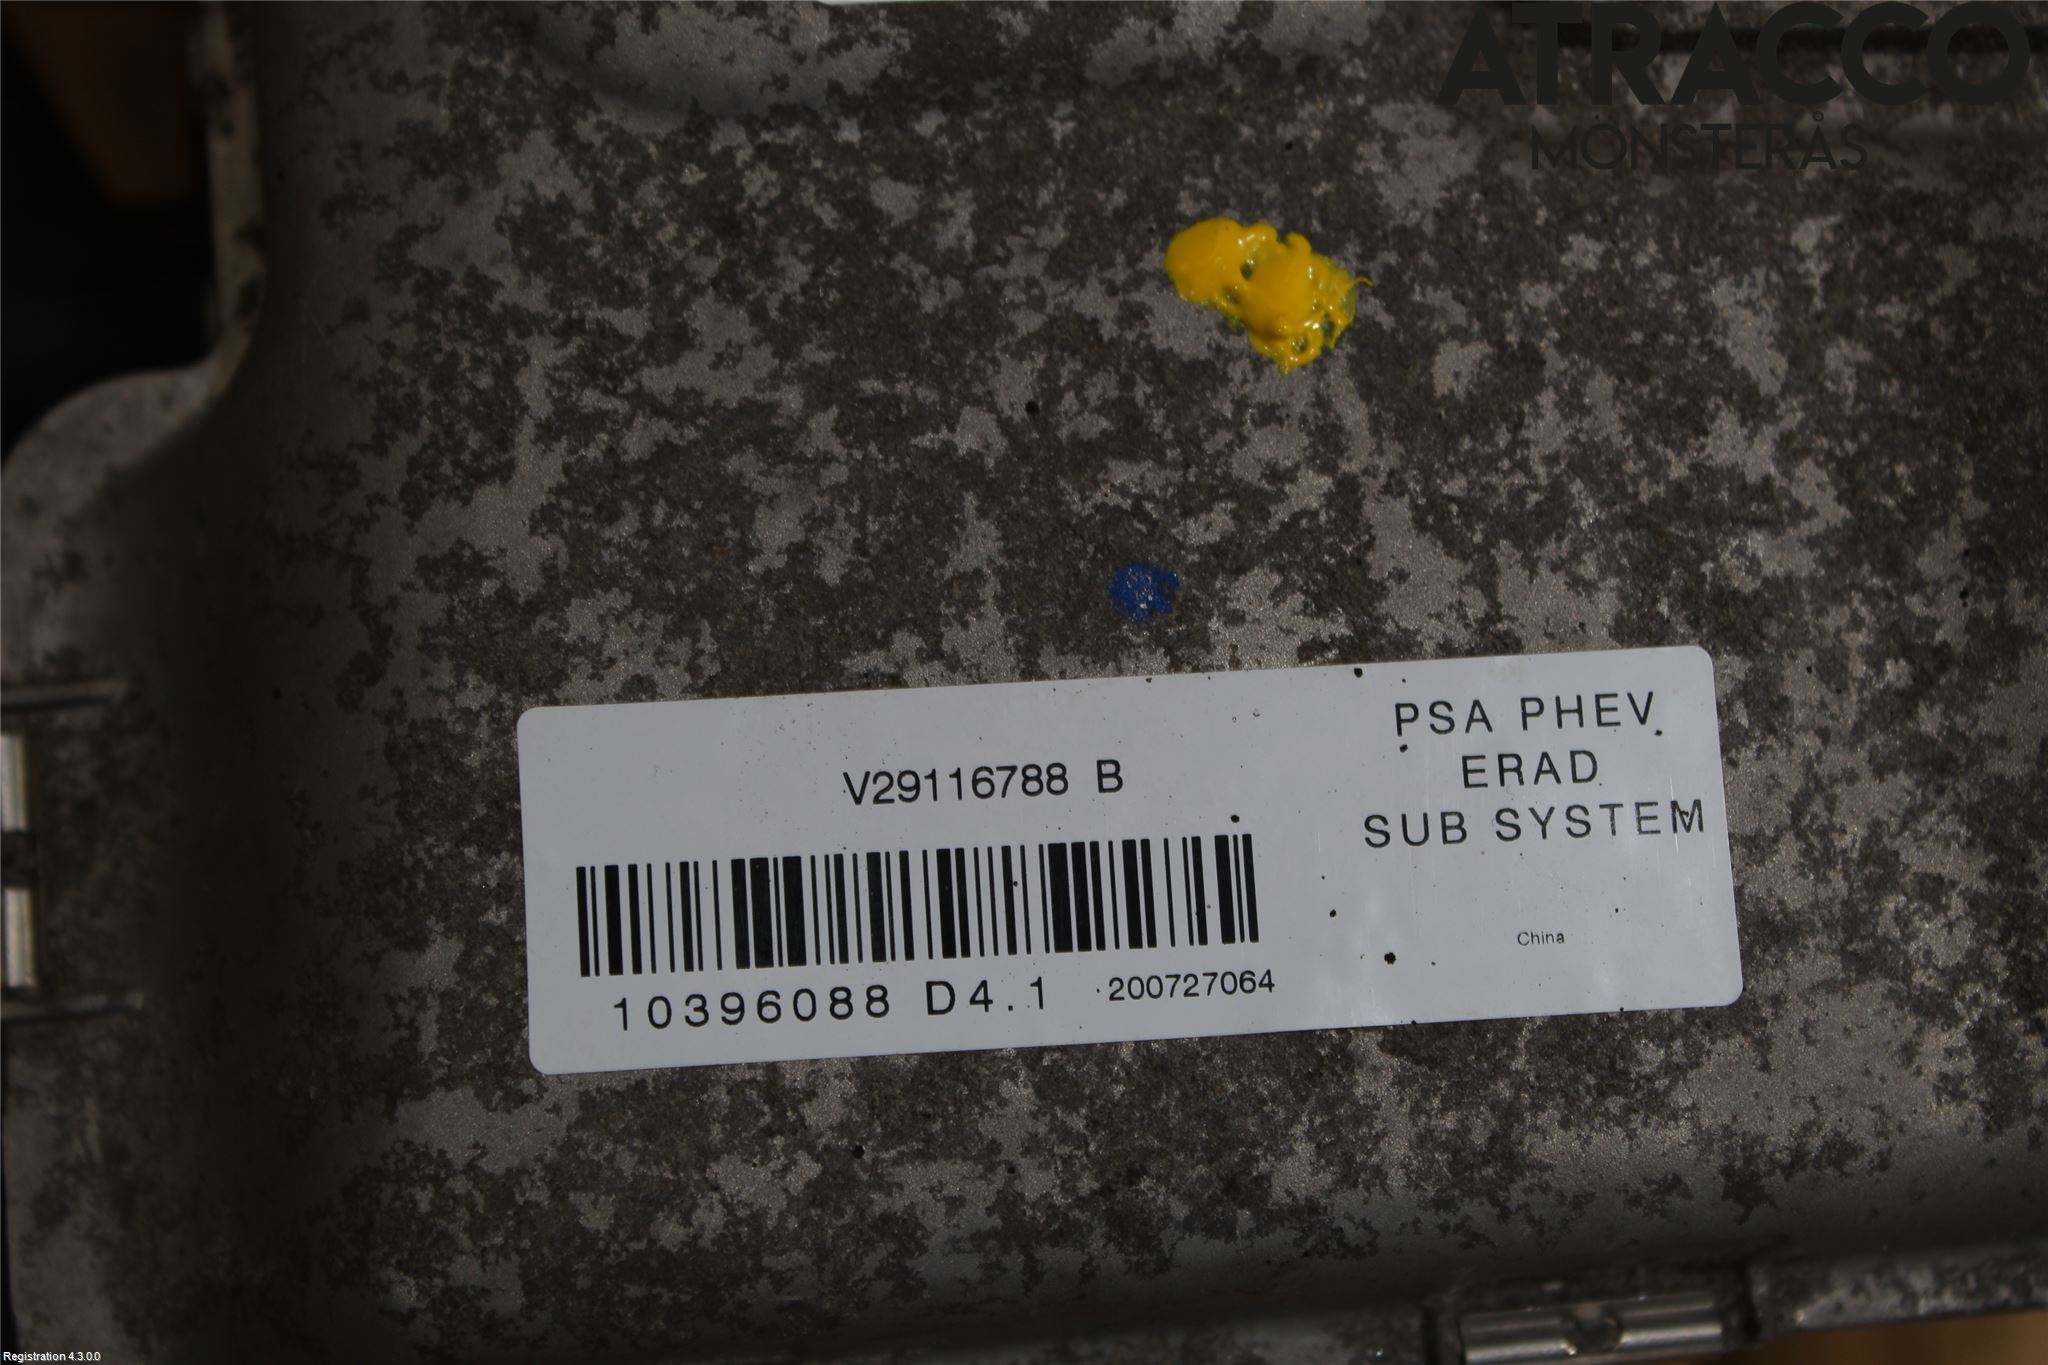 ATRACCO
MÖNSTERÅS
PSA PHEV
ERAD
SUB SYSTEM
V29116788 B
China
10396088 D4.1 200727064
Registration 4.3.0.0